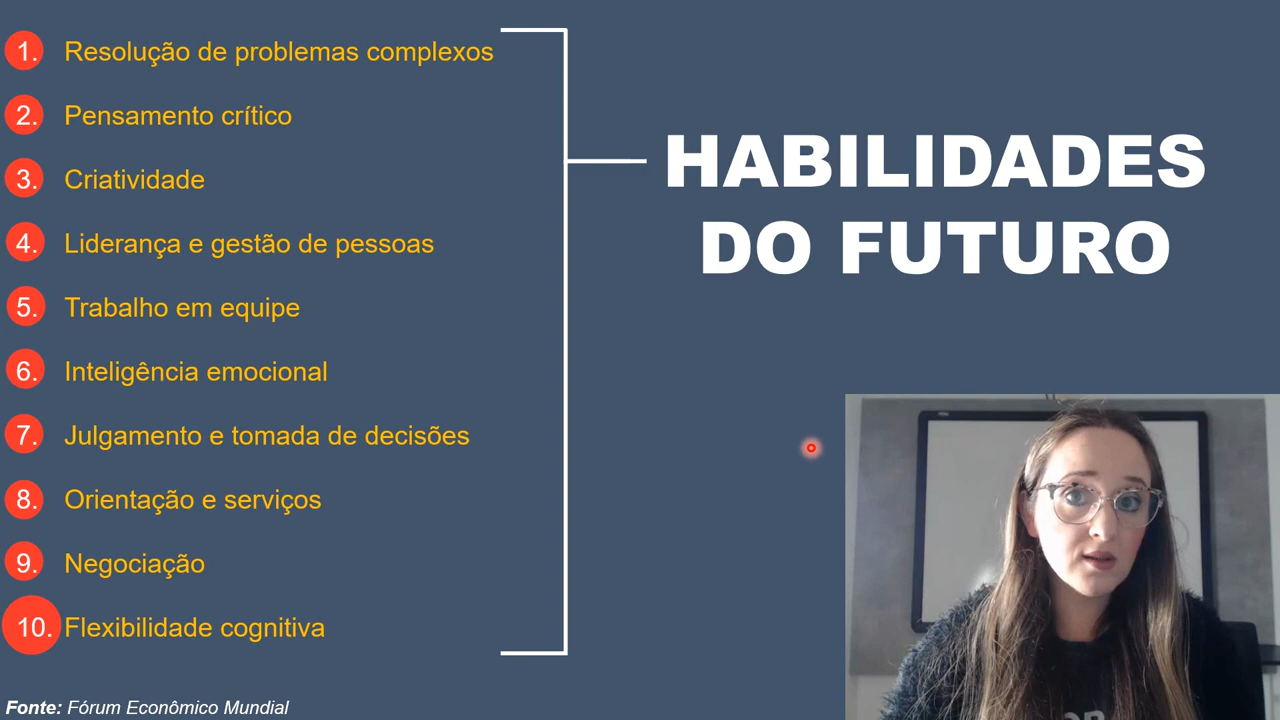 1. Resolução de problemas complexos
2. Pensamento crítico
3. Criatividade
4. Liderança e gestão de pessoas
5. Trabalho em equipe
6. Inteligência emocional
7. Julgamento e tomada de decisões
8. Orientação e serviços
9. Negociação
10. Flexibilidade cognitiva
Fonte: Fórum Econômico Mundial
HABILIDADES
DO FUTURO